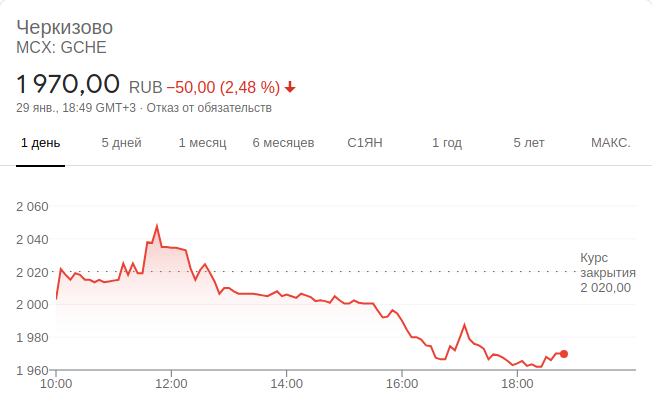 Черкизово
MCX: GCHE
1 970,00 RUB −50,00 (2,48 %)
29 янв., 18:49 GMT+3 · Отказ от обязательств
1 день 5 дней 1 месяц 6 месяцев С1ЯН 1 год 5 лет МАКС.
2 060
2 040
2 020
2 000
1 980
1 960
Курс
закрытия
2 020,00
10:00 12:00 14:00 16:00 18:00